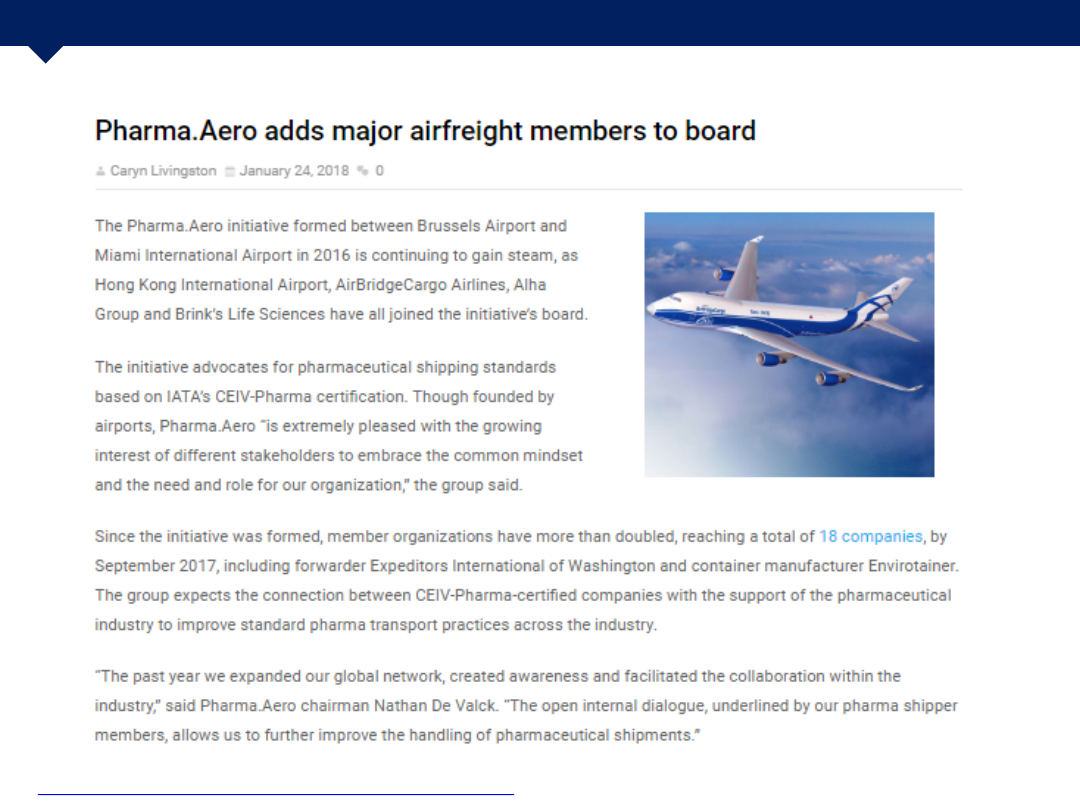 Pharma.Aero adds major airfreight members to board
Caryn Livingston January 24, 2018 0
The Pharma.Aero initiative formed between Brussels Airport and
Miami International Airport in 2016 is continuing to gain steam, as
Hong Kong International Airport, AirBridgeCargo Airlines, Alha
Group and Brink's Life Sciences have all joined the initiative's board.
The initiative advocates for pharmaceutical shipping standards
based on IATA's CEIV-Pharma certification. Though founded by
airports, Pharma.Aero “is extremely pleased with the growing
interest of different stakeholders to embrace the common mindset
and the need and role for our organization,” the group said.
Since the initiative was formed, member organizations have more than doubled, reaching a total of 18 companies, by
September 2017, including forwarder Expeditors International of Washington and container manufacturer Envirotainer.
The group expects the connection between CEIV-Pharma-certified companies with the support of the pharmaceutical
industry to improve standard pharma transport practices across the industry.
“The past year we expanded our global network, created awareness and facilitated the collaboration within the
industry,” said Pharma.Aero chairman Nathan De Valck. “The open internal dialogue, underlined by our pharma shipper
members, allows us to further improve the handling of pharmaceutical shipments.”